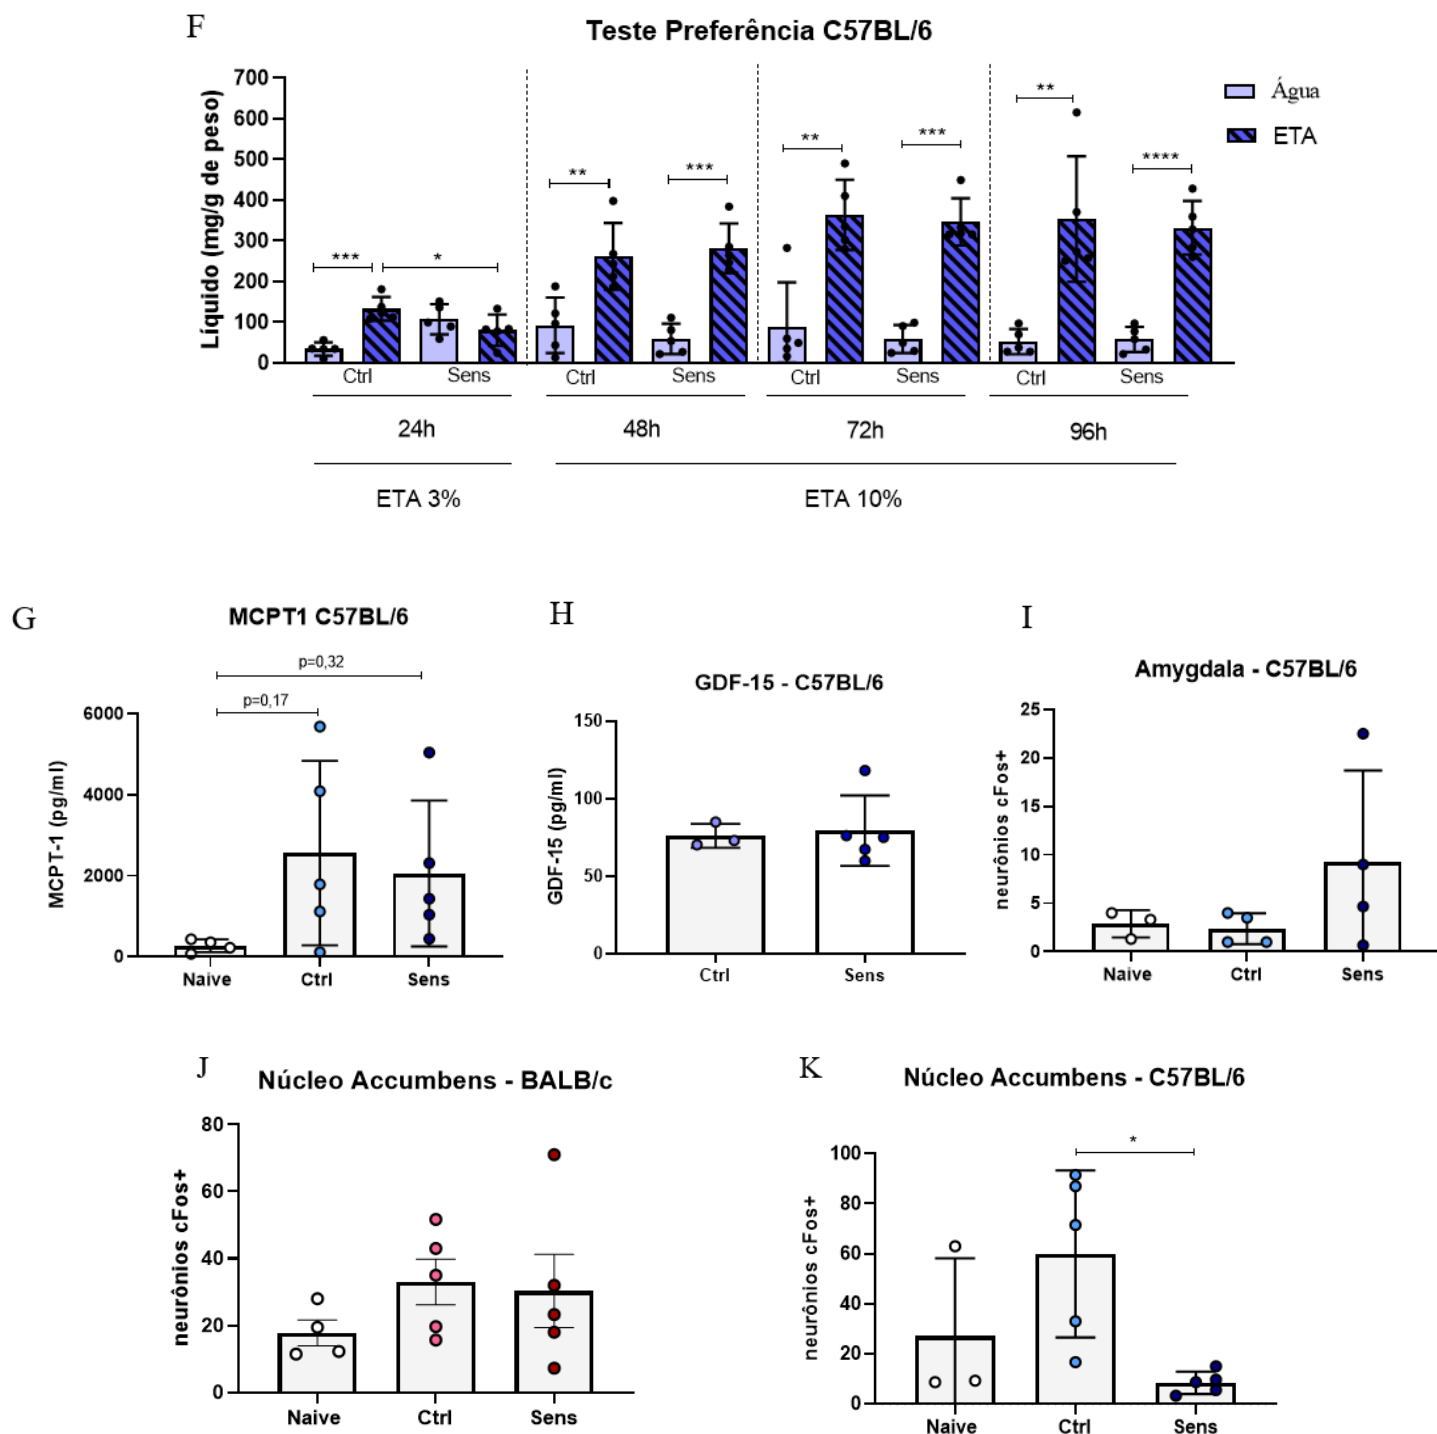 F
Teste Preferência C57BL/6
Líquido (mg/g de peso)
700
600
500
400
300
200
100
0
Água
ETA
*** * ** *** ** *** ** ****
Ctrl Sens Ctrl Sens Ctrl Sens Ctrl Sens
24h 48h 72h 96h
ETA 3% ETA 10%
G
MCPT1 C57BL/6
p=0,32
p=0,17
MCPT-1 (pg/ml)
6000
4000
2000
0
Naive Ctrl Sens
H
GDF-15 - C57BL/6
GDF-15 (pg/ml)
150
100
50
0
Ctrl Sens
I
Amygdala - C57BL/6
neurônios cFos+
25
20
15
10
5
0
Naive Ctrl Sens
J
Núcleo Accumbens - BALB/c
neurônios cFos+
80
60
40
20
0
Naive Ctrl Sens
K
Núcleo Accumbens - C57BL/6
*
neurônios cFos+
100
80
60
40
20
0
Naive Ctrl Sens